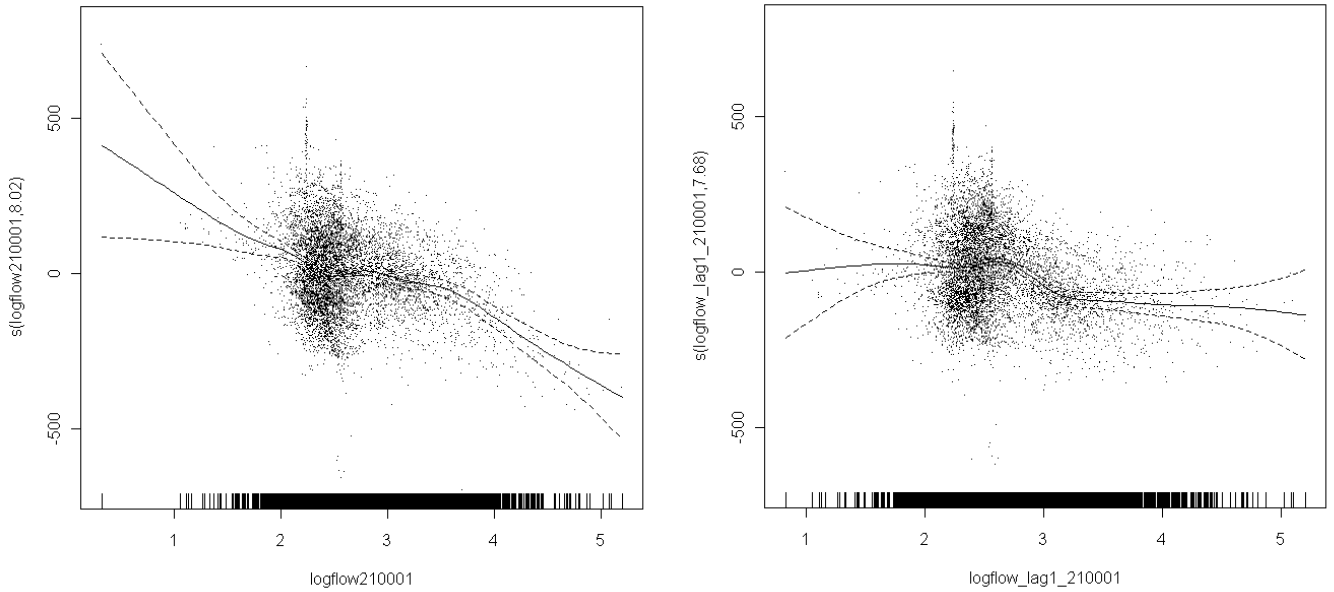 500
0
-500
s(logflow210001,8.02)
1 2 3 4 5
logflow210001
500
0
-500
s(logflow_lag1_210001,7.68)
1 2 3 4 5
logflow_lag1_210001